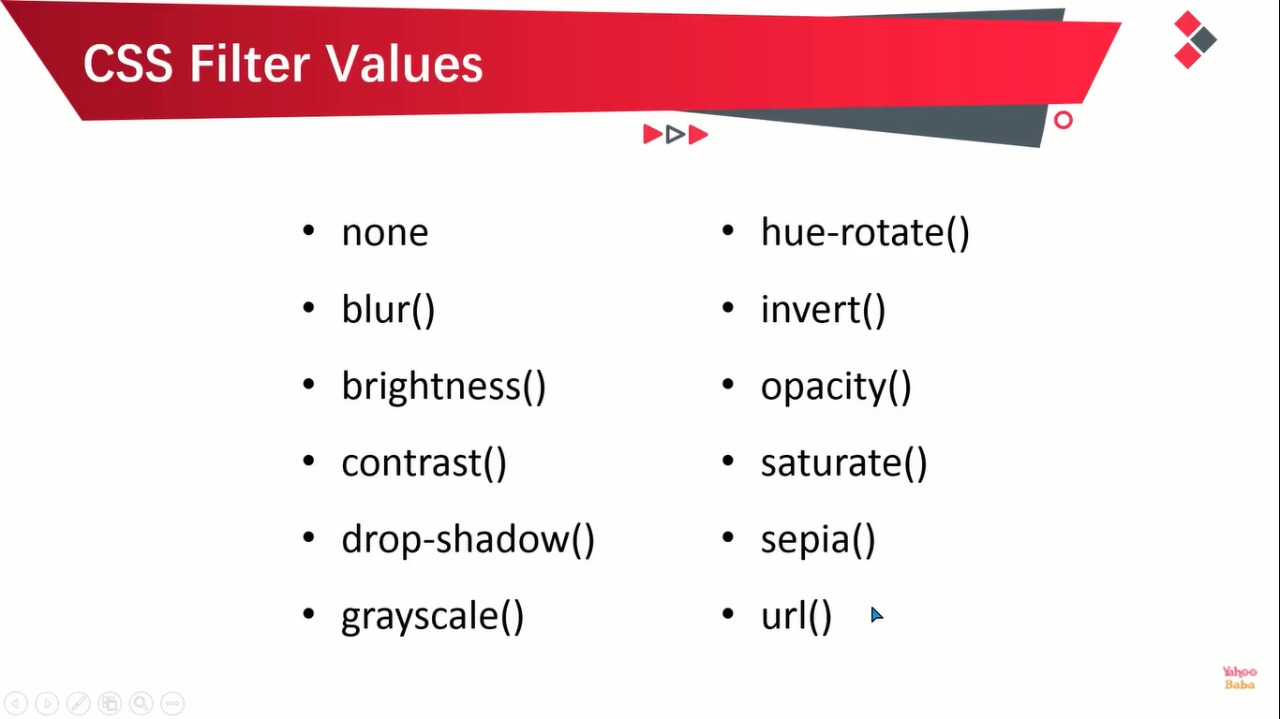 CSS Filter Values
• none
• blur()
• brightness()
• contrast()
• drop-shadow()
• grayscale()
• hue-rotate()
• invert()
• opacity()
• saturate()
• sepia()
• url()
Yahoo
Baba